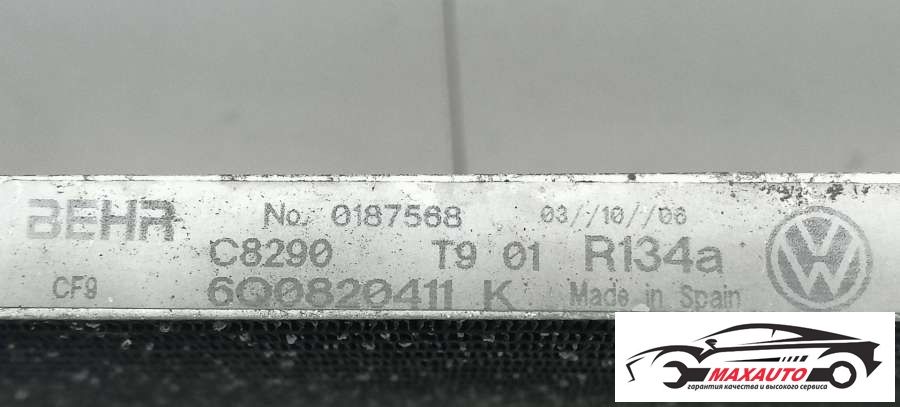 BEHR No. 0187568 03//10//06
C8290 T9 01 R134a
CF9 6Q0820411 K Made in Spain
MAXAUTO
гарантия качества и высокого сервиса